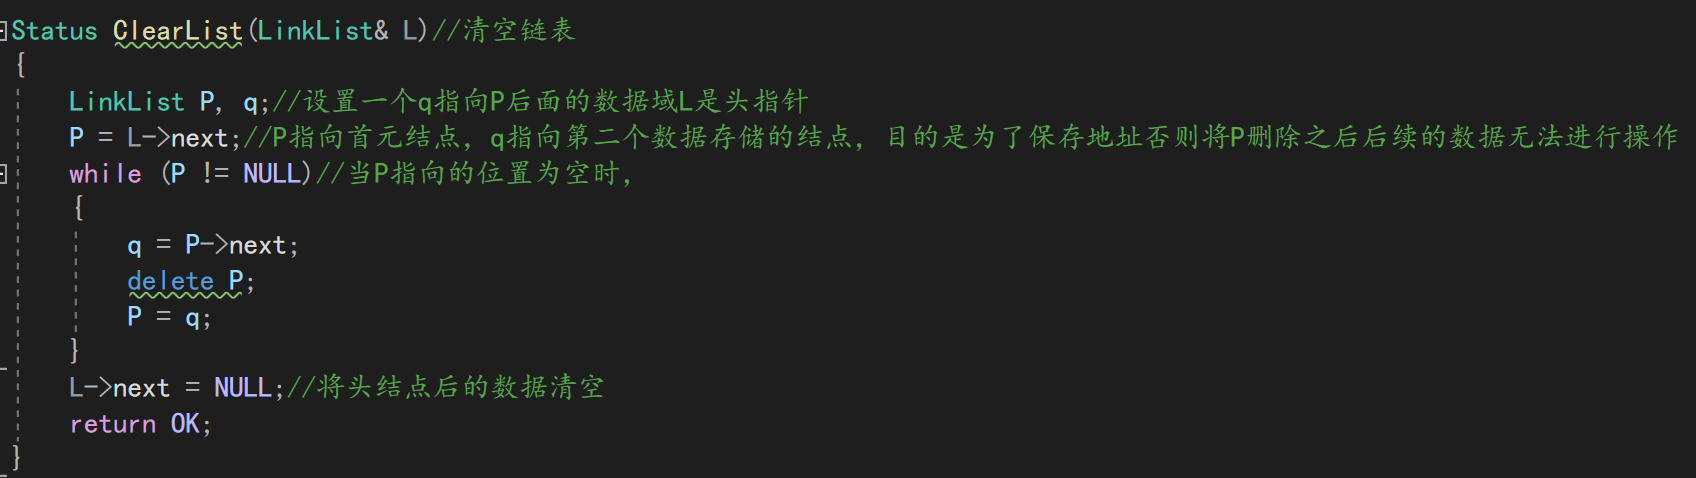 Status ClearList(LinkList& L)//清空链表
{
LinkList P, q;//设置一个q指向P后面的数据域L是头指针
P = L->next;//P指向首元结点，q指向第二个数据存储的结点，目的是为了保存地址否则将P删除之后后续的数据无法进行操作
while (P != NULL)//当P指向的位置为空时，
{
q = P->next;
delete P;
P = q;
}
L->next = NULL;//将头结点后的数据清空
return OK;
}